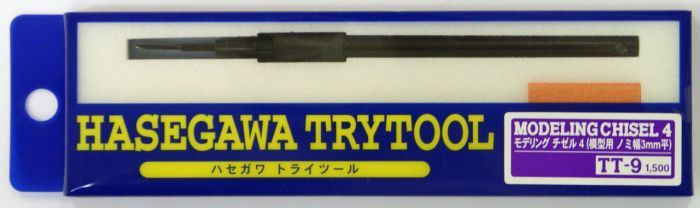 HASEGAWA TRYTOOL
ハセガワ トライツール
MODELING CHISEL 4
モデリング チゼル 4 (模型用 ノミ幅3mm平)
TT-9 1,500